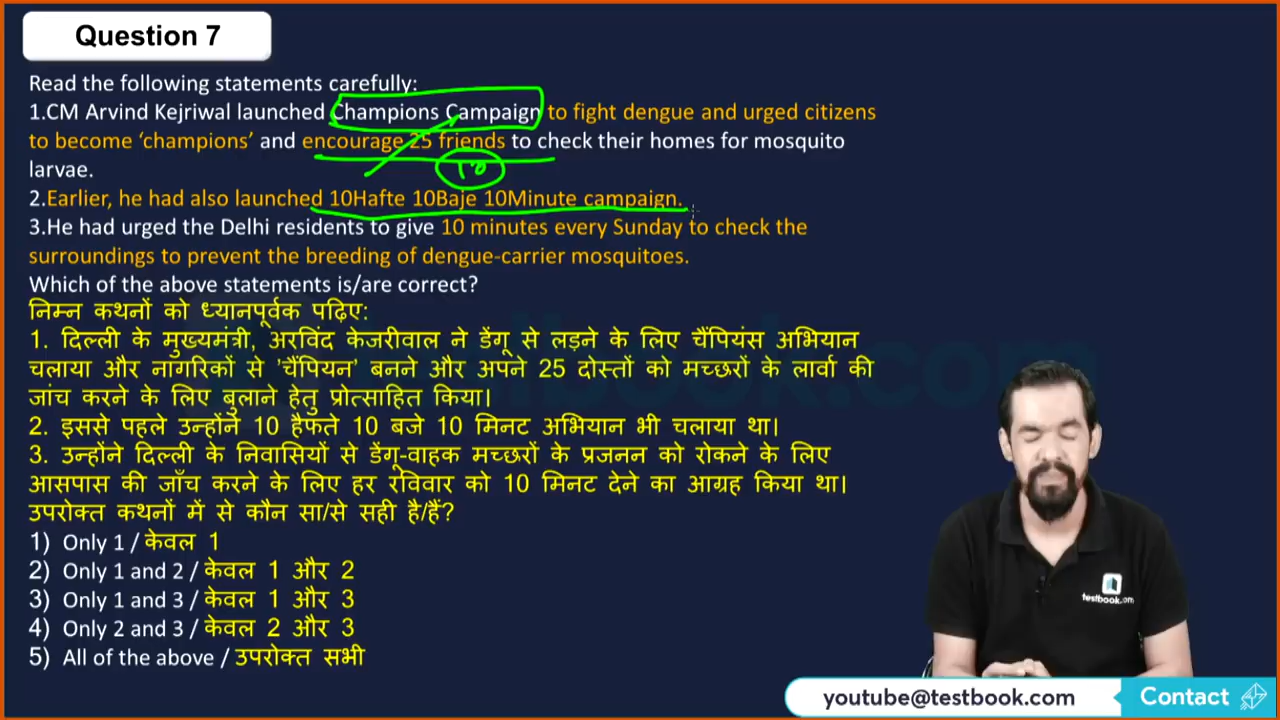 Question 7
Read the following statements carefully:
1.CM Arvind Kejriwal launched Champions Campaign to fight dengue and urged citizens
to become ‘champions’ and encourage 25 friends to check their homes for mosquito
larvae.
10
2.Earlier, he had also launched 10Hafte 10Baje 10Minute campaign.
3.He had urged the Delhi residents to give 10 minutes every Sunday to check the
surroundings to prevent the breeding of dengue-carrier mosquitoes.
Which of the above statements is/are correct?
निम्न कथनों को ध्यानपूर्वक पढ़िए:
1. दिल्ली के मुख्यमंत्री, अरविंद केजरीवाल ने डेंगू से लड़ने के लिए चैंपियंस अभियान
चलाया और नागरिकों से 'चैंपियन' बनने और अपने 25 दोस्तों को मच्छरों के लार्वा की
जांच करने के लिए बुलाने हेतु प्रोत्साहित किया।
2. इससे पहले उन्होंने 10 हैफते 10 बजे 10 मिनट अभियान भी चलाया था।
3. उन्होंने दिल्ली के निवासियों से डेंगू-वाहक मच्छरों के प्रजनन को रोकने के लिए
आसपास की जाँच करने के लिए हर रविवार को 10 मिनट देने का आग्रह किया था।
उपरोक्त कथनों में से कौन सा/से सही है/हैं?
1) Only 1 / केवल 1
2) Only 1 and 2 / केवल 1 और 2
3) Only 1 and 3 / केवल 1 और 3
4) Only 2 and 3 / केवल 2 और 3
5) All of the above / उपरोक्त सभी
testbook.com
youtube@testbook.com
Contact